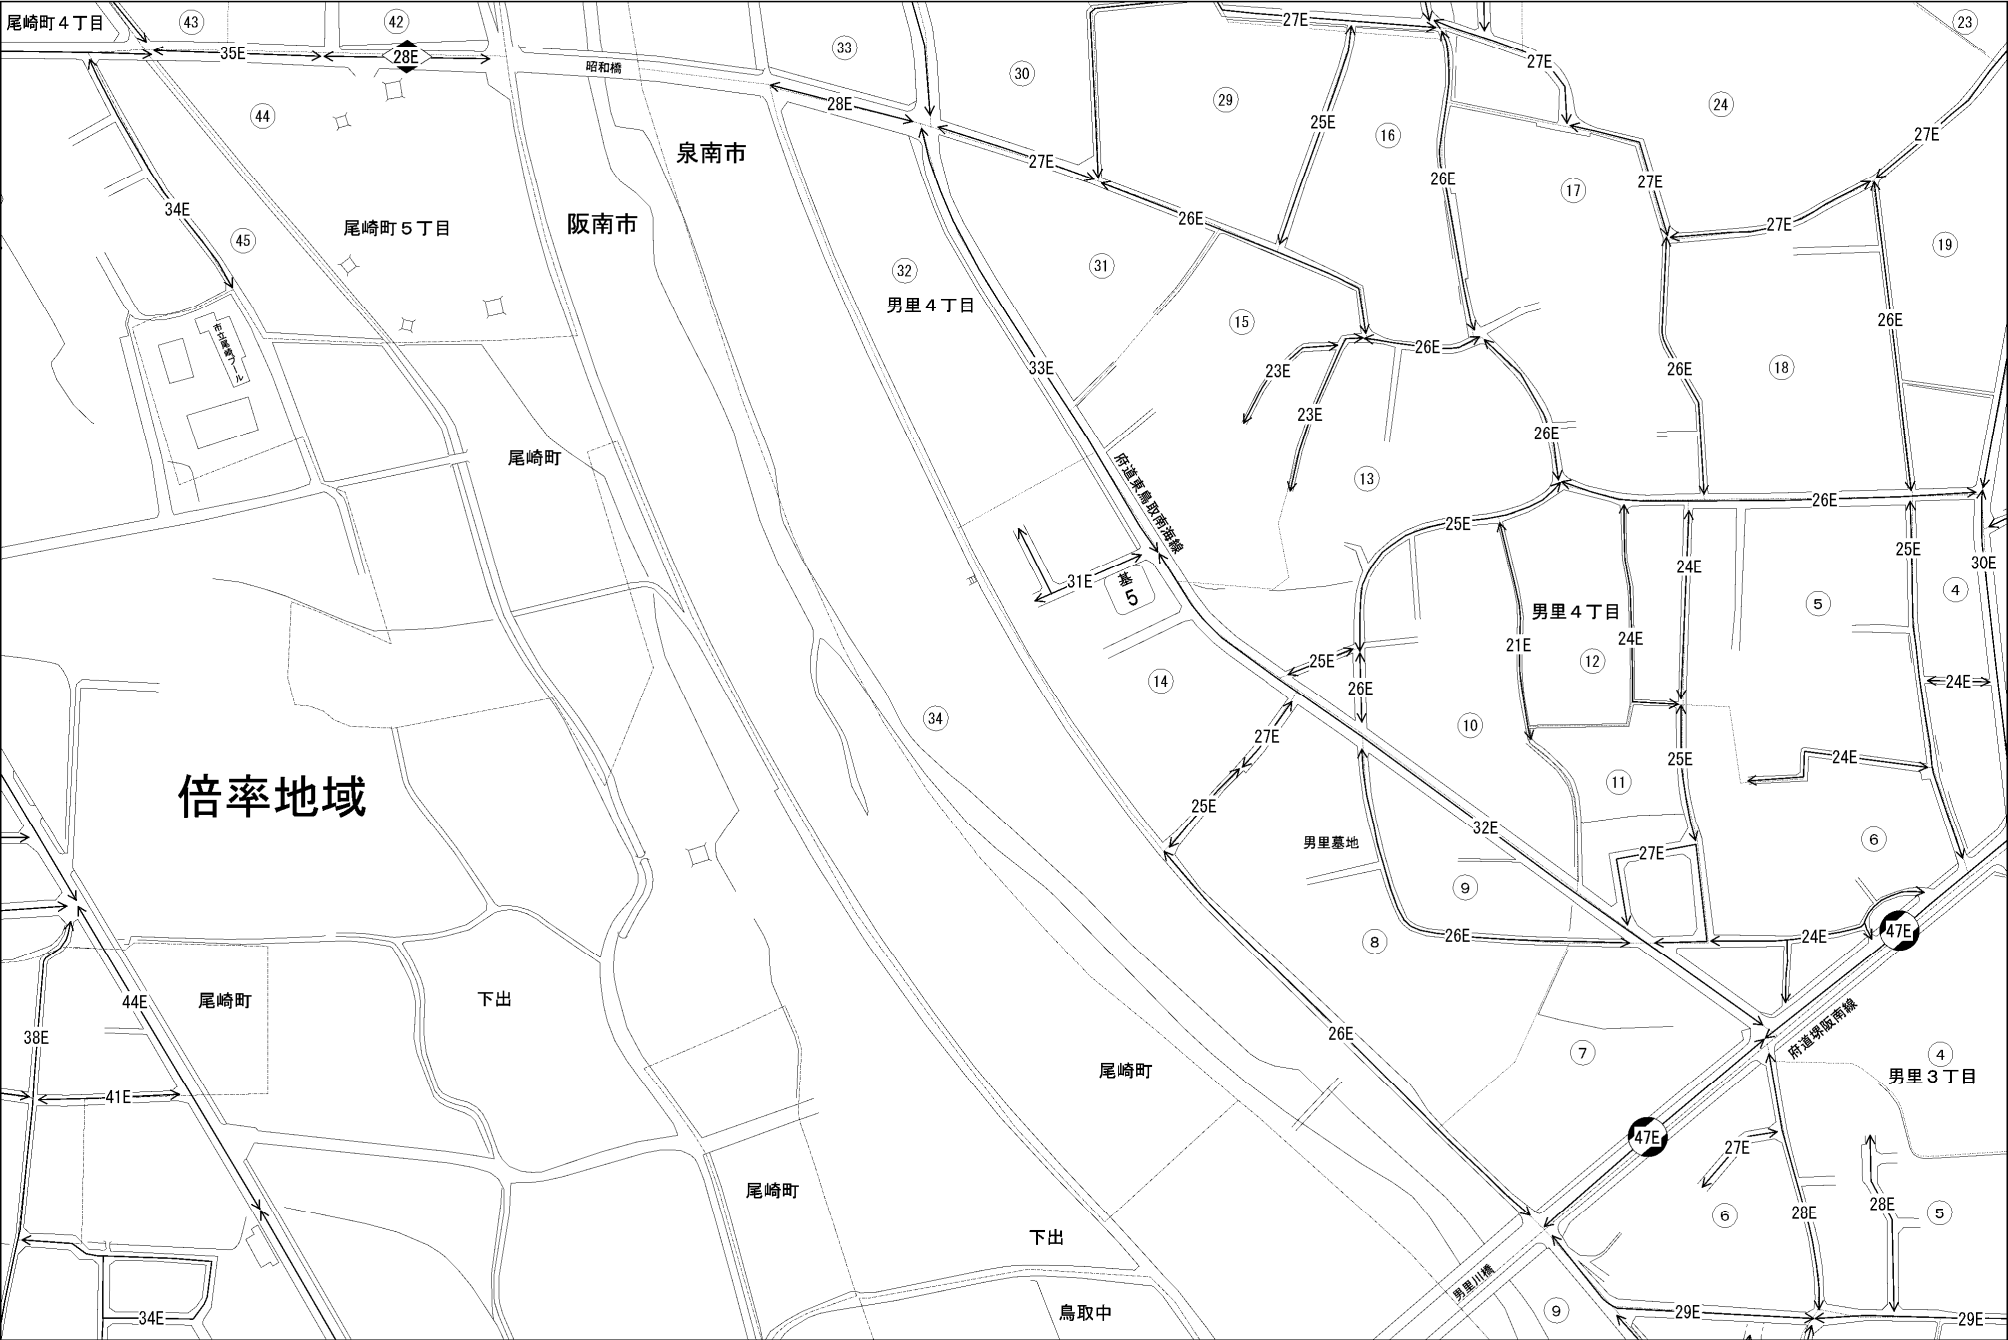 尾崎町４丁目
43
42
33
30
27E
23
35E
28E
昭和橋
27E
29
24
44
28E
25E
16
27E
泉南市
27E
26E
17
27E
34E
26E
27E
45
尾崎町５丁目
阪南市
19
32
31
男里４丁目
15
26E
市立尾崎プール
26E
33E
23E
26E
18
23E
26E
尾崎町
府道東鳥取南海線
13
26E
25E
25E
31E
基
5
24E
30E
4
5
男里４丁目
24E
21E
12
25E
14
26E
24E
34
10
27E
25E
24E
11
倍率地域
25E
32E
男里墓地
27E
6
9
8
26E
24E
47E
尾崎町
下出
44E
38E
26E
府道堺阪南線
7
4
尾崎町
男里３丁目
41E
47E
27E
尾崎町
28E
28E
6
5
下出
男里川橋
9
29E
29E
34E
鳥取中